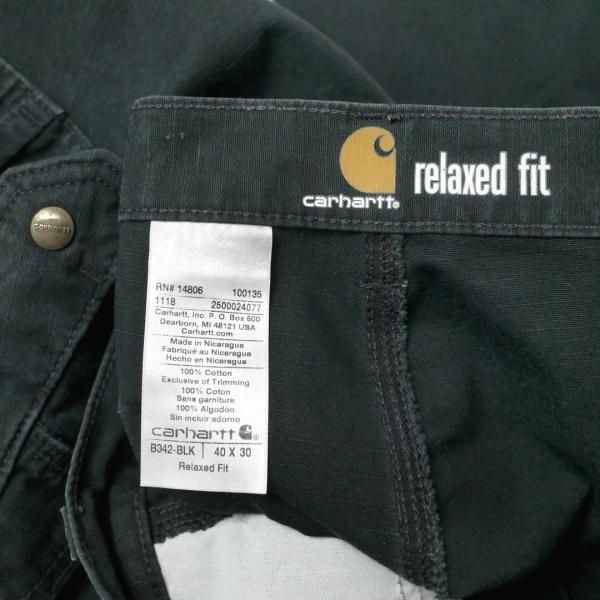 carhartt
relaxed fit
carhartt®
RN# 14806 100135
1118 2500024077
Carhartt, Inc. P. O. Box 600
Dearborn, MI 48121 USA
Carhartt.com
Made in Nicaragua
Fabriqué au Nicaragua
Hecho en Nicaragua
100% Cotton
Exclusive of Trimming
100% Coton
Sans garniture
100% Algodón
Sin incluir adorno
carhartt
B342-BLK 40 X 30
Relaxed Fit